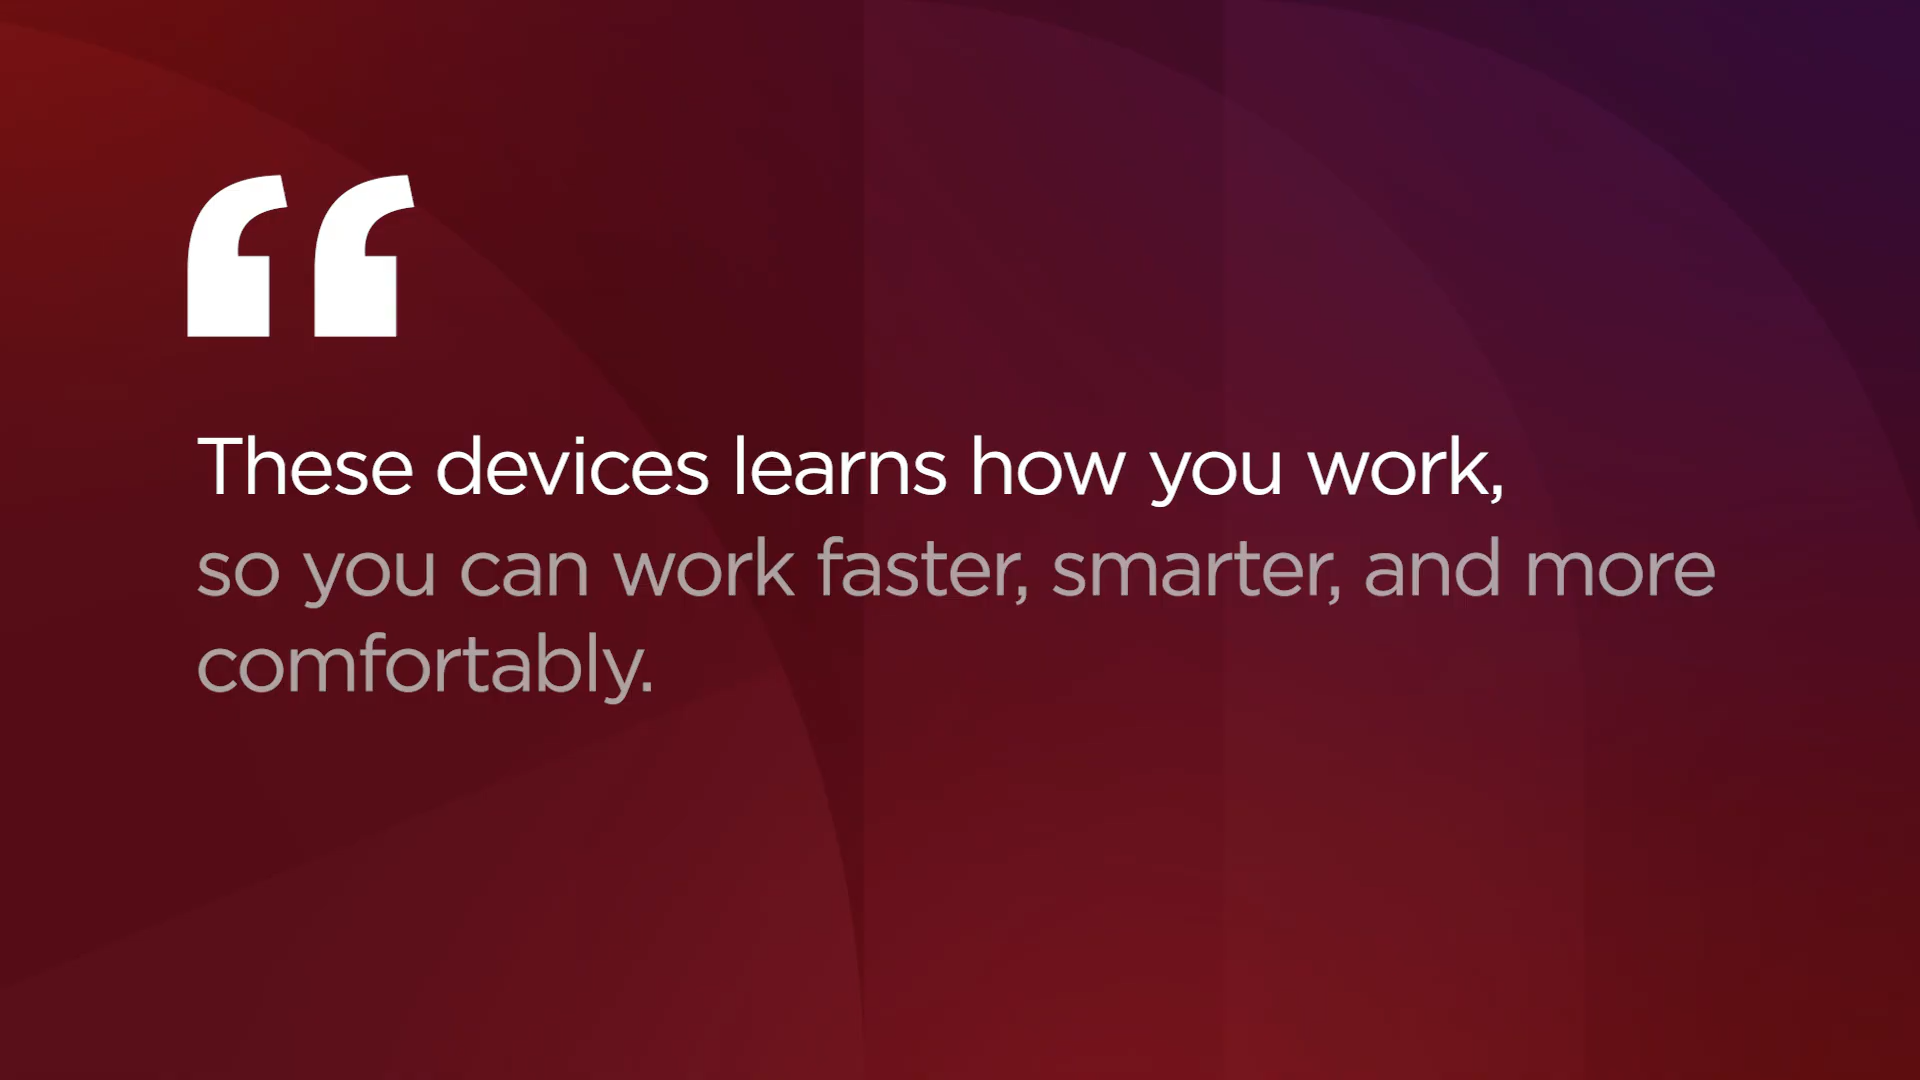 “
These devices learns how you work,
so you can work faster, smarter, and more
comfortably.